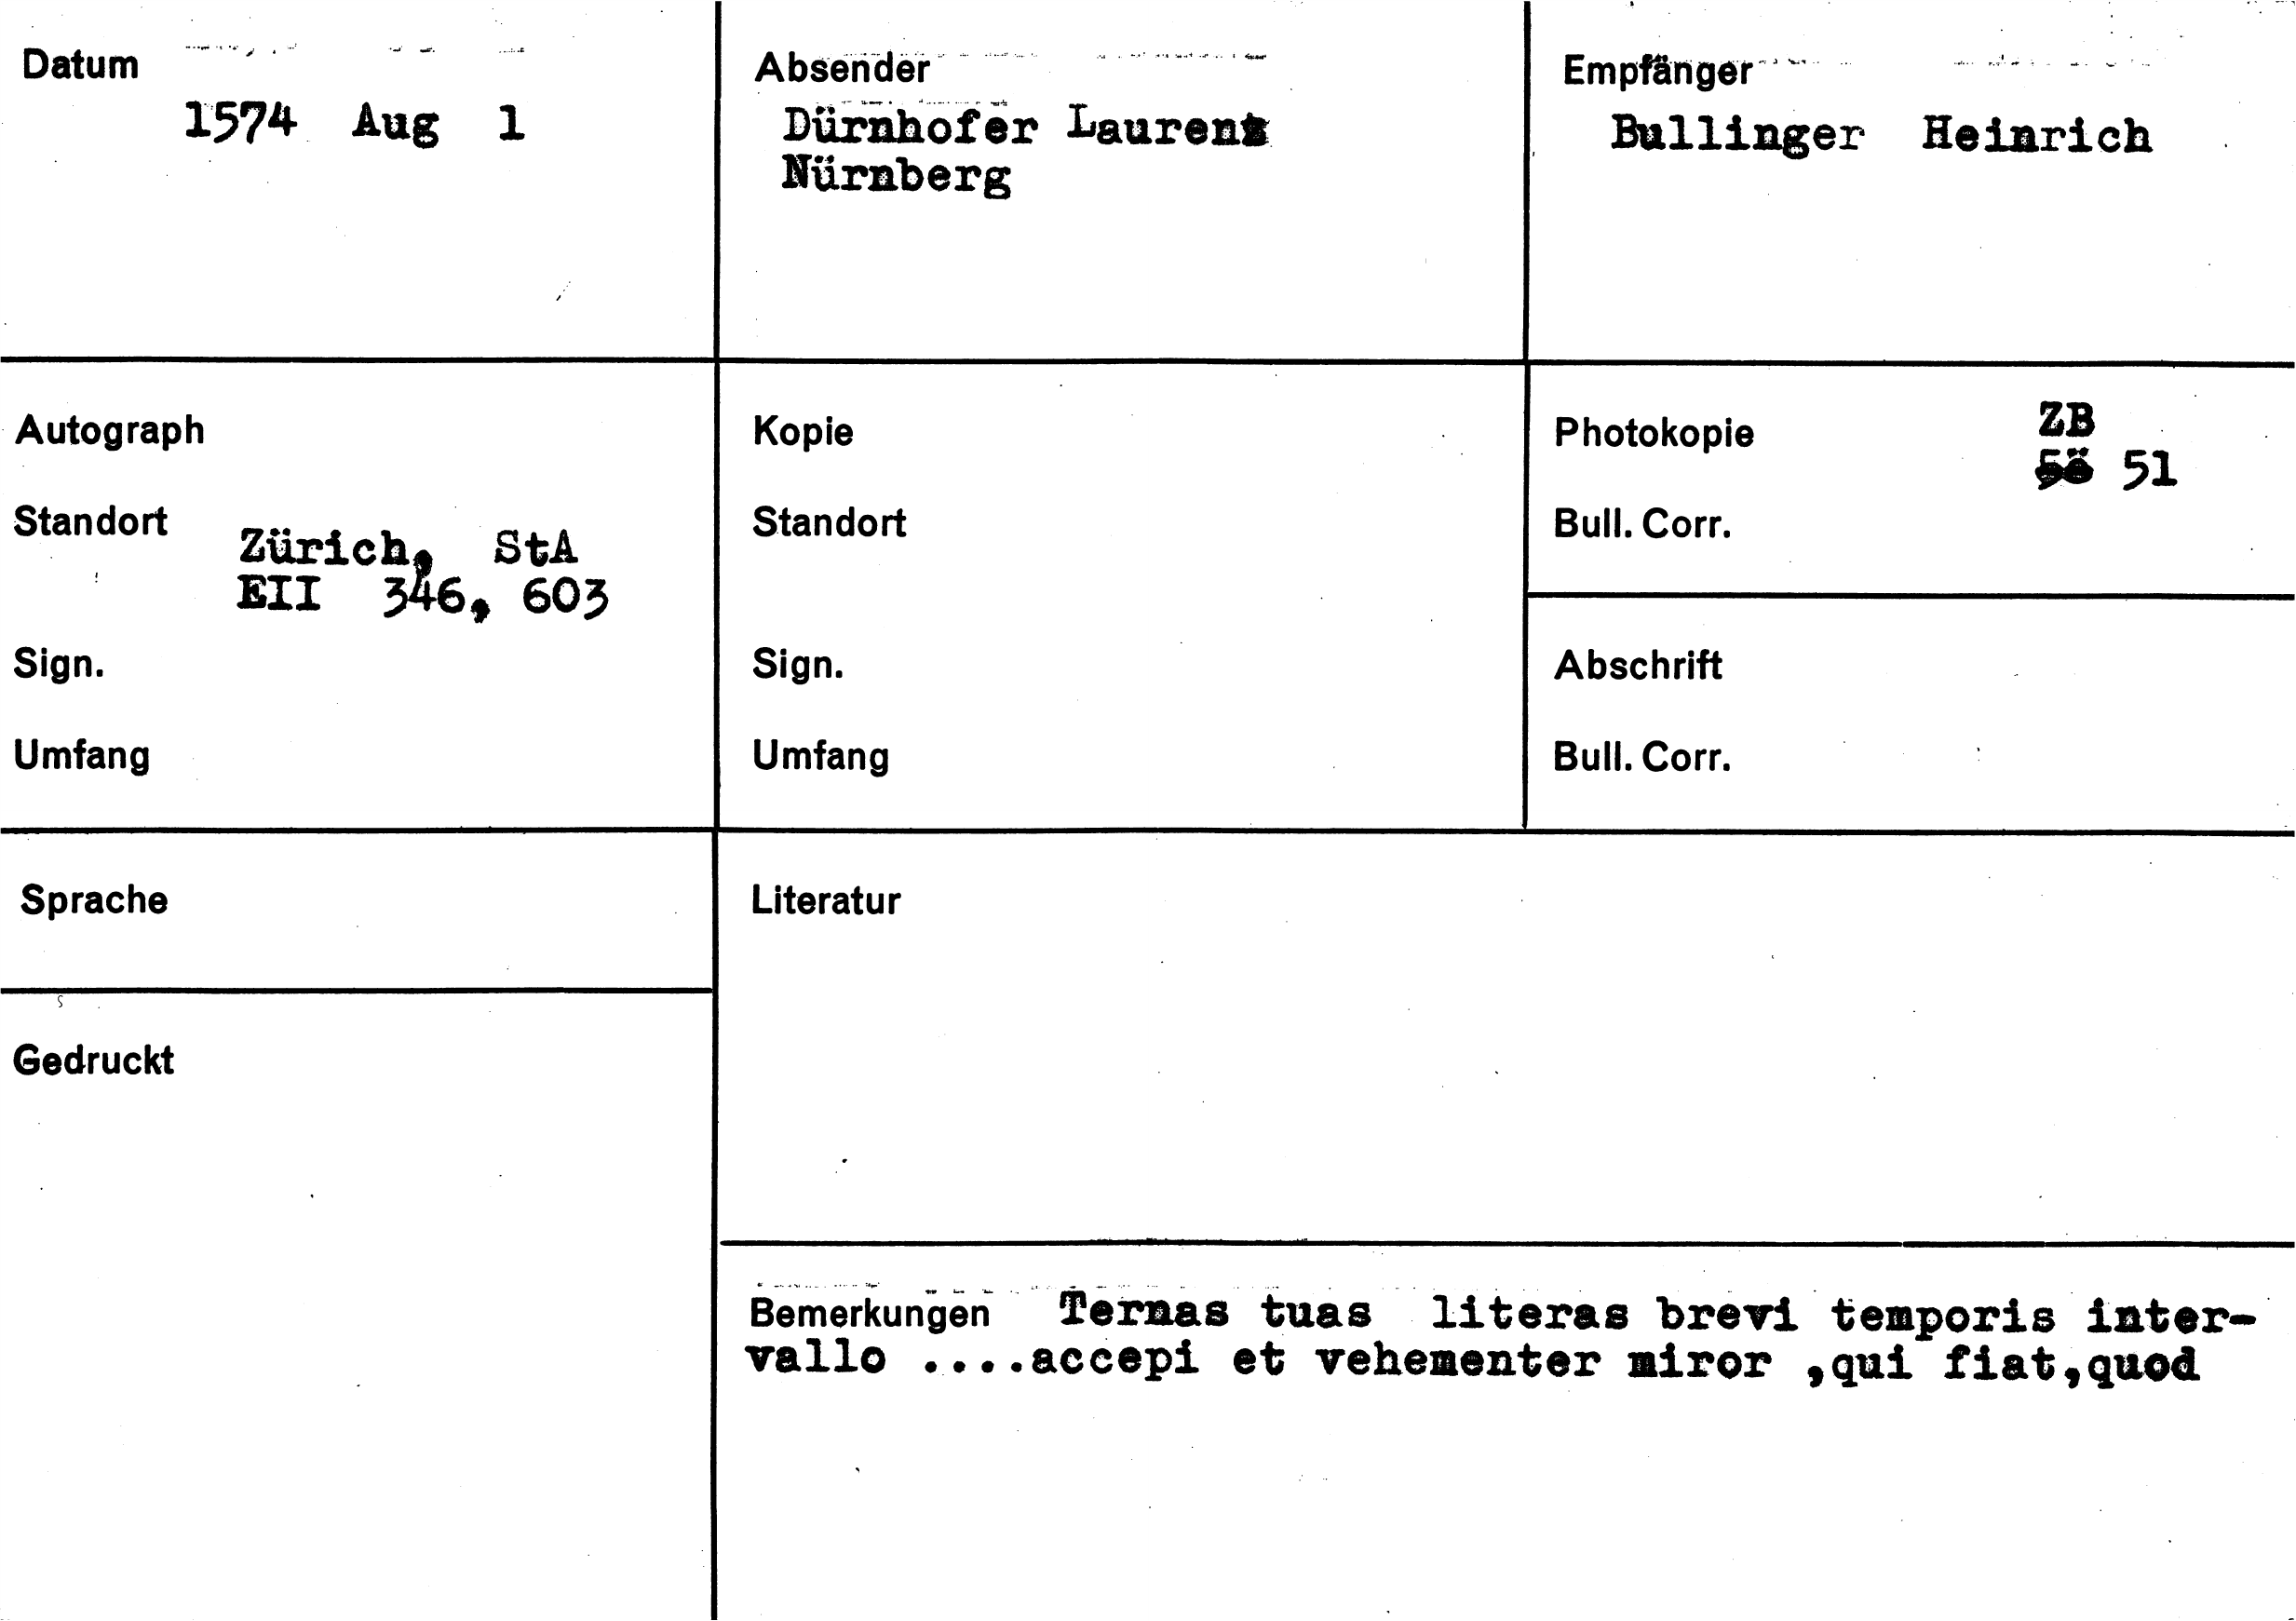 Datum
1574 Aug 1
Absender
Dürnhofer Laurenz
Nürnberg
Empfänger
Bullinger Heinrich
Autograph
Standort
Zürich, StA
EII 346, 603
Sign.
Umfang
Kopie
Standort
Sign.
Umfang
Photokopie
ZB
51
Bull. Corr.
Abschrift
Bull. Corr.
Sprache
Gedruckt
Literatur
Bemerkungen Ternas tuas literas brevi temporis inter-
vallo ....accepi et vehementer miror ,qui fiat,quod